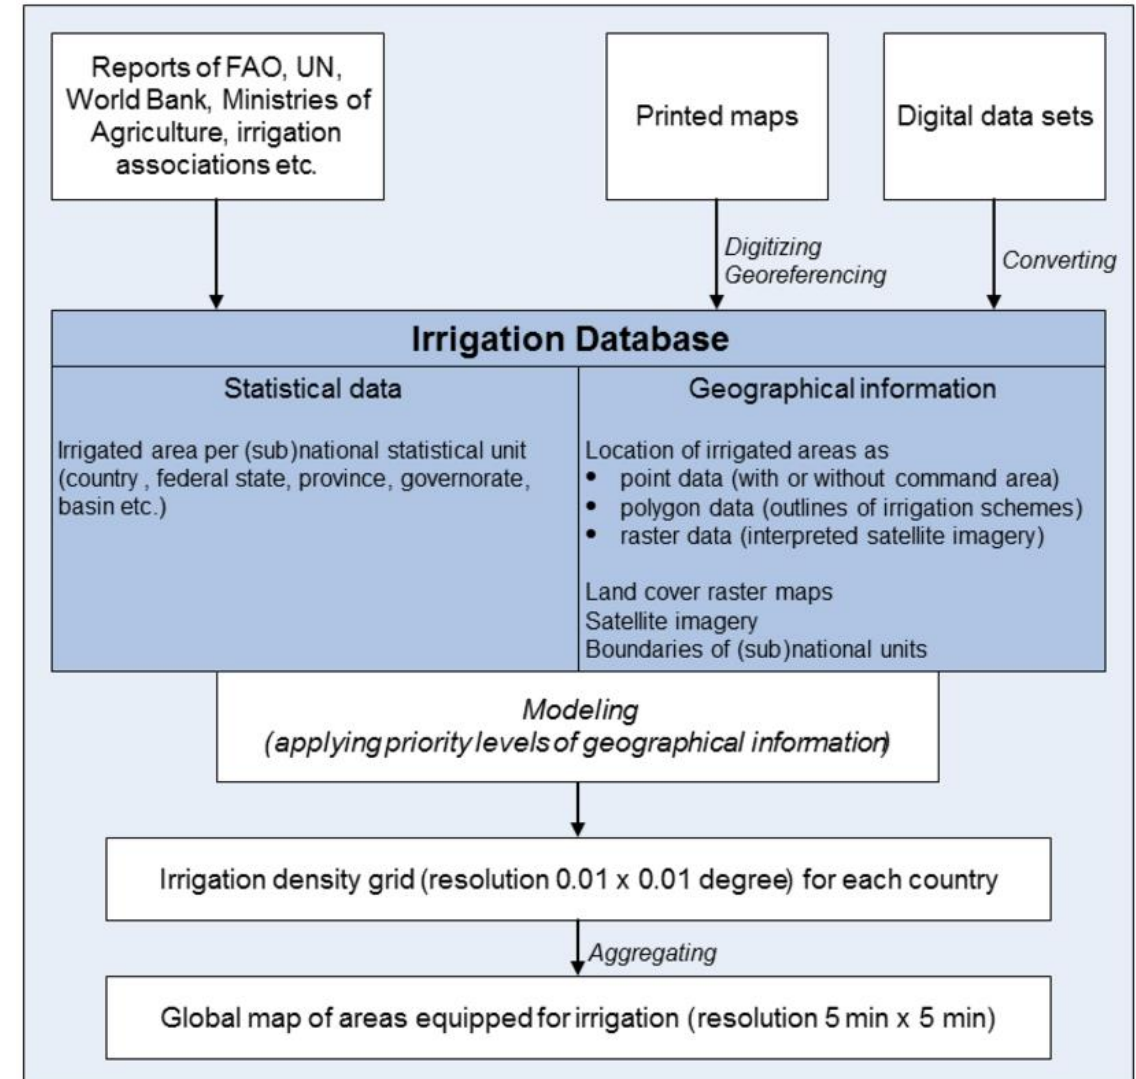 Reports of FAO, UN,
World Bank, Ministries of
Agriculture, irrigation
associations etc.
Printed maps
Digital data sets
Digitizing
Georeferencing
Converting
Irrigation Database
Statistical data
Irrigated area per (sub)national statistical unit
(country , federal state, province, governorate,
basin etc.)
Geographical information
Location of irrigated areas as
• point data (with or without command area)
• polygon data (outlines of irrigation schemes)
• raster data (interpreted satellite imagery)
Land cover raster maps
Satellite imagery
Boundaries of (sub)national units
Modeling
(applying priority levels of geographical information)
Irrigation density grid (resolution 0.01 x 0.01 degree) for each country
Aggregating
Global map of areas equipped for irrigation (resolution 5 min x 5 min)